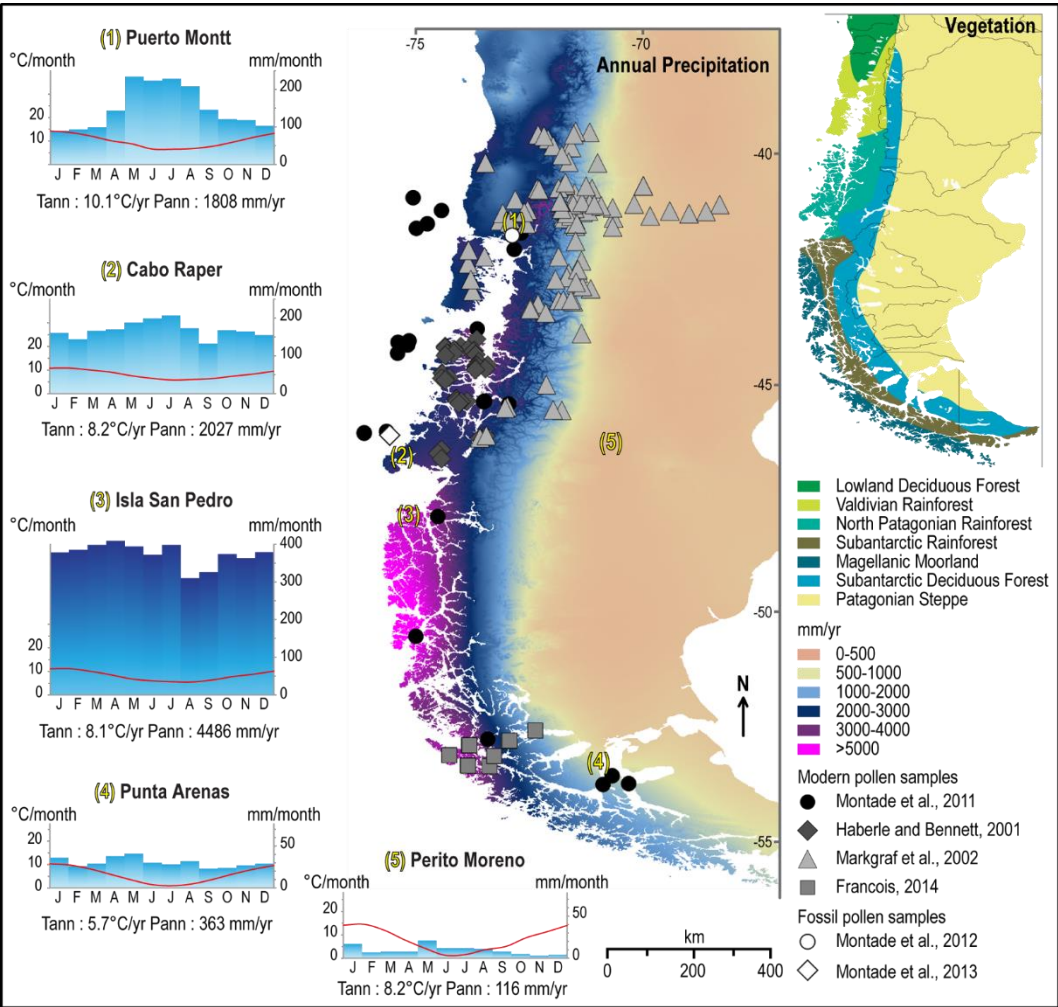 (1) Puerto Montt
°C/month mm/month
20
10
200
100
0
J F M A M J J A S O N D
Tann : 10.1°C/yr Pann : 1808 mm/yr
(2) Cabo Raper
°C/month mm/month
20
10
0
200
100
0
J F M A M J J A S O N D
Tann : 8.2°C/yr Pann : 2027 mm/yr
(3) Isla San Pedro
°C/month mm/month
20
10
0
400
300
200
100
0
J F M A M J J A S O N D
Tann : 8.1°C/yr Pann : 4486 mm/yr
(4) Punta Arenas
°C/month mm/month
20
10
0
50
0
J F M A M J J A S O N D
Tann : 5.7°C/yr Pann : 363 mm/yr
(5) Perito Moreno
°C/month mm/month
20
10
0
50
0
J F M A M J J A S O N D
Tann : 8.2°C/yr Pann : 116 mm/yr
-75 -70
Annual Precipitation
-40
-45
-50
-55
(1)
(2)
(3)
(4)
(5)
N
km
0 200 400
Vegetation
Lowland Deciduous Forest
Valdivian Rainforest
North Patagonian Rainforest
Subantarctic Rainforest
Magellanic Moorland
Subantarctic Deciduous Forest
Patagonian Steppe
mm/yr
0-500
500-1000
1000-2000
2000-3000
3000-4000
>5000
Modern pollen samples
Montade et al., 2011
Haberle and Bennett, 2001
Markgraf et al., 2002
Francois, 2014
Fossil pollen samples
Montade et al., 2012
Montade et al., 2013